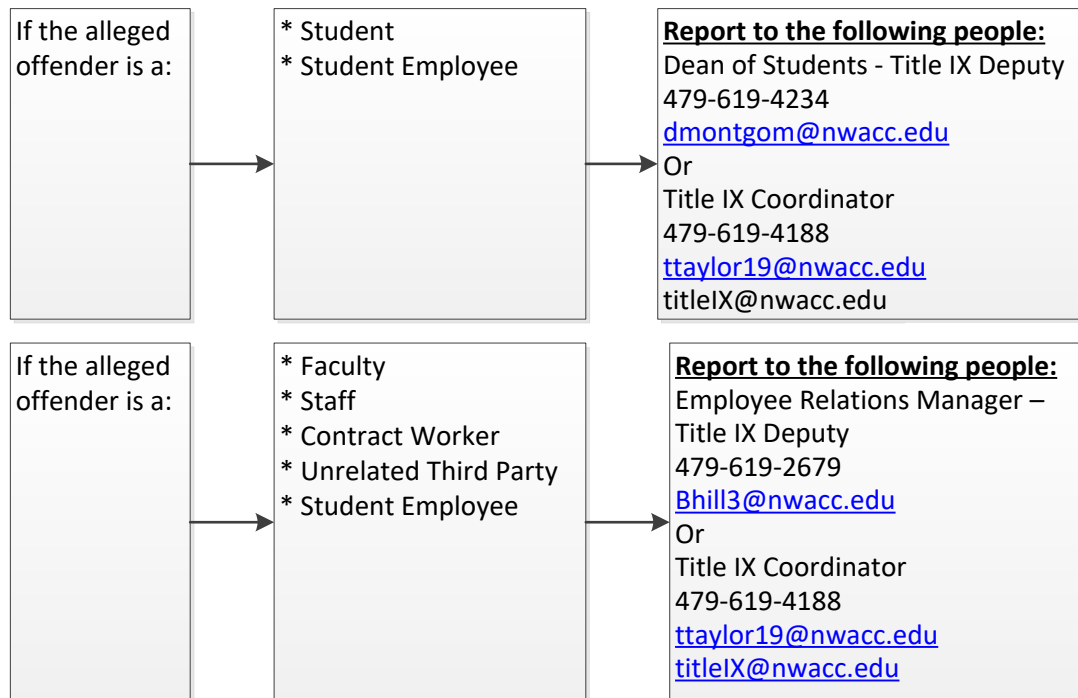 If the alleged
offender is a:
* Student
* Student Employee
Report to the following people:
Dean of Students - Title IX Deputy
479-619-4234
dmontgom@nwacc.edu
Or
Title IX Coordinator
479-619-4188
ttaylor19@nwacc.edu
titleIX@nwacc.edu
If the alleged
offender is a:
* Faculty
* Staff
* Contract Worker
* Unrelated Third Party
* Student Employee
Report to the following people:
Employee Relations Manager –
Title IX Deputy
479-619-2679
Bhill3@nwacc.edu
Or
Title IX Coordinator
479-619-4188
ttaylor19@nwacc.edu
titleIX@nwacc.edu